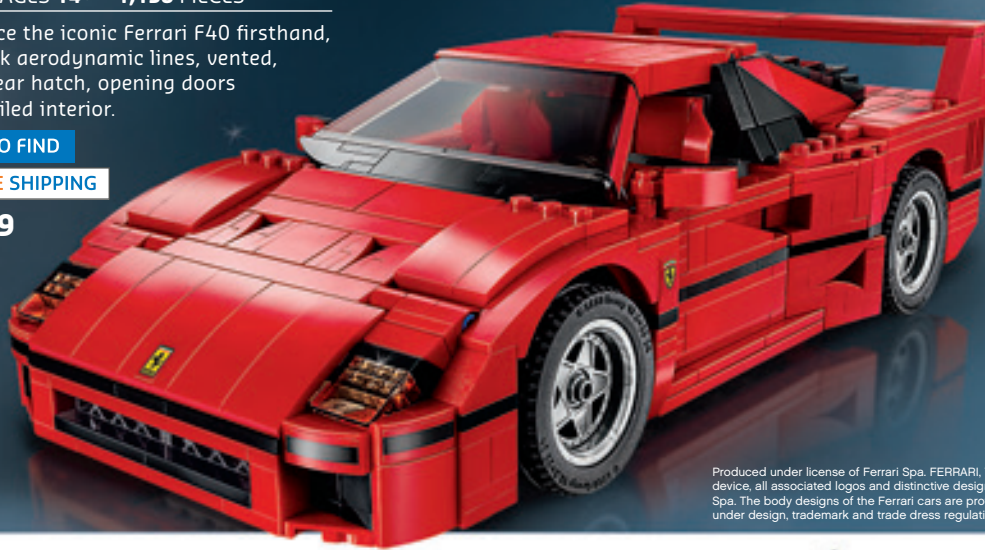 ce the iconic Ferrari F40 firsthand,
k aerodynamic lines, vented,
ear hatch, opening doors
iled interior.
O FIND
E SHIPPING
9
Produced under license of Ferrari Spa. FERRARI,
device, all associated logos and distinctive desig
Spa. The body designs of the Ferrari cars are pro
under design, trademark and trade dress regulati